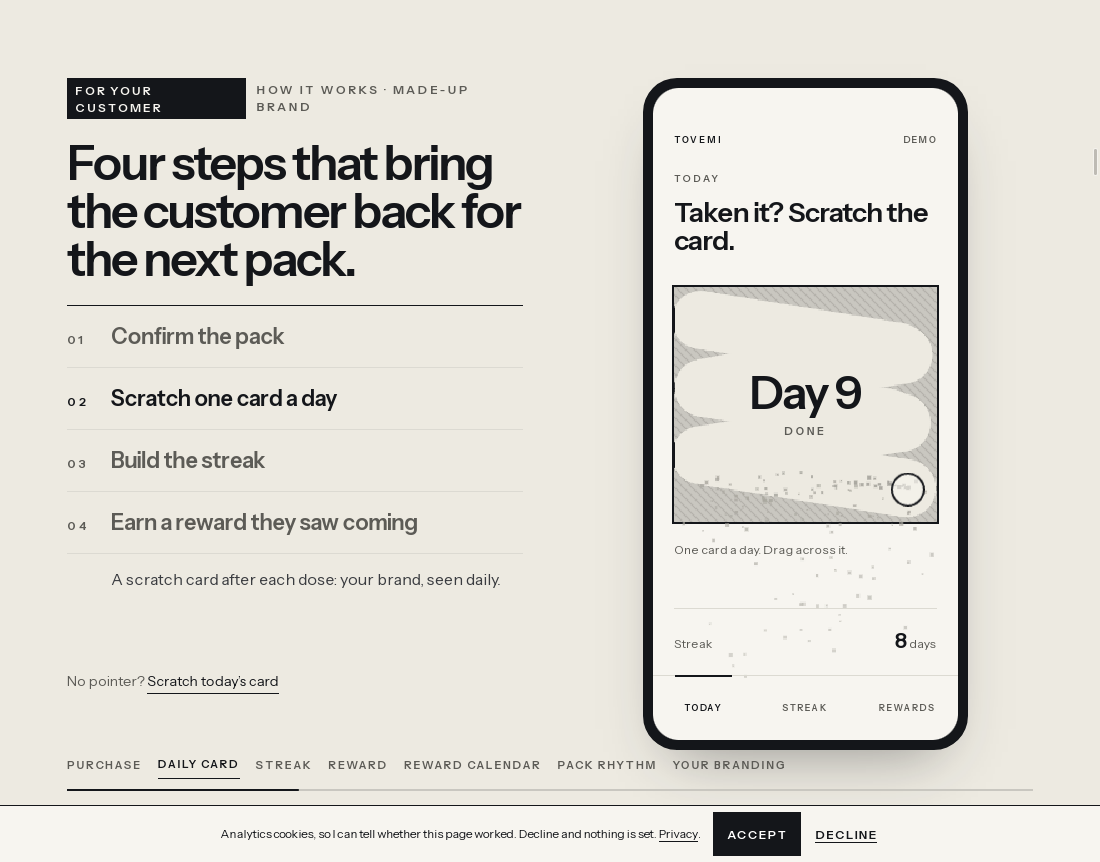 FOR YOUR
CUSTOMER
HOW IT WORKS · MADE-UP
BRAND
Four steps that bring
the customer back for
the next pack.
01 Confirm the pack
02 Scratch one card a day
03 Build the streak
04 Earn a reward they saw coming
A scratch card after each dose: your brand, seen daily.
No pointer? Scratch today's card
TOVEMI DEMO
TODAY
Taken it? Scratch the
card.
Day 9
DONE
One card a day. Drag across it.
Streak 8 days
TODAY STREAK REWARDS
PURCHASE DAILY CARD STREAK REWARD REWARD CALENDAR PACK RHYTHM YOUR BRANDING
Analytics cookies, so I can tell whether this page worked. Decline and nothing is set. Privacy. ACCEPT DECLINE